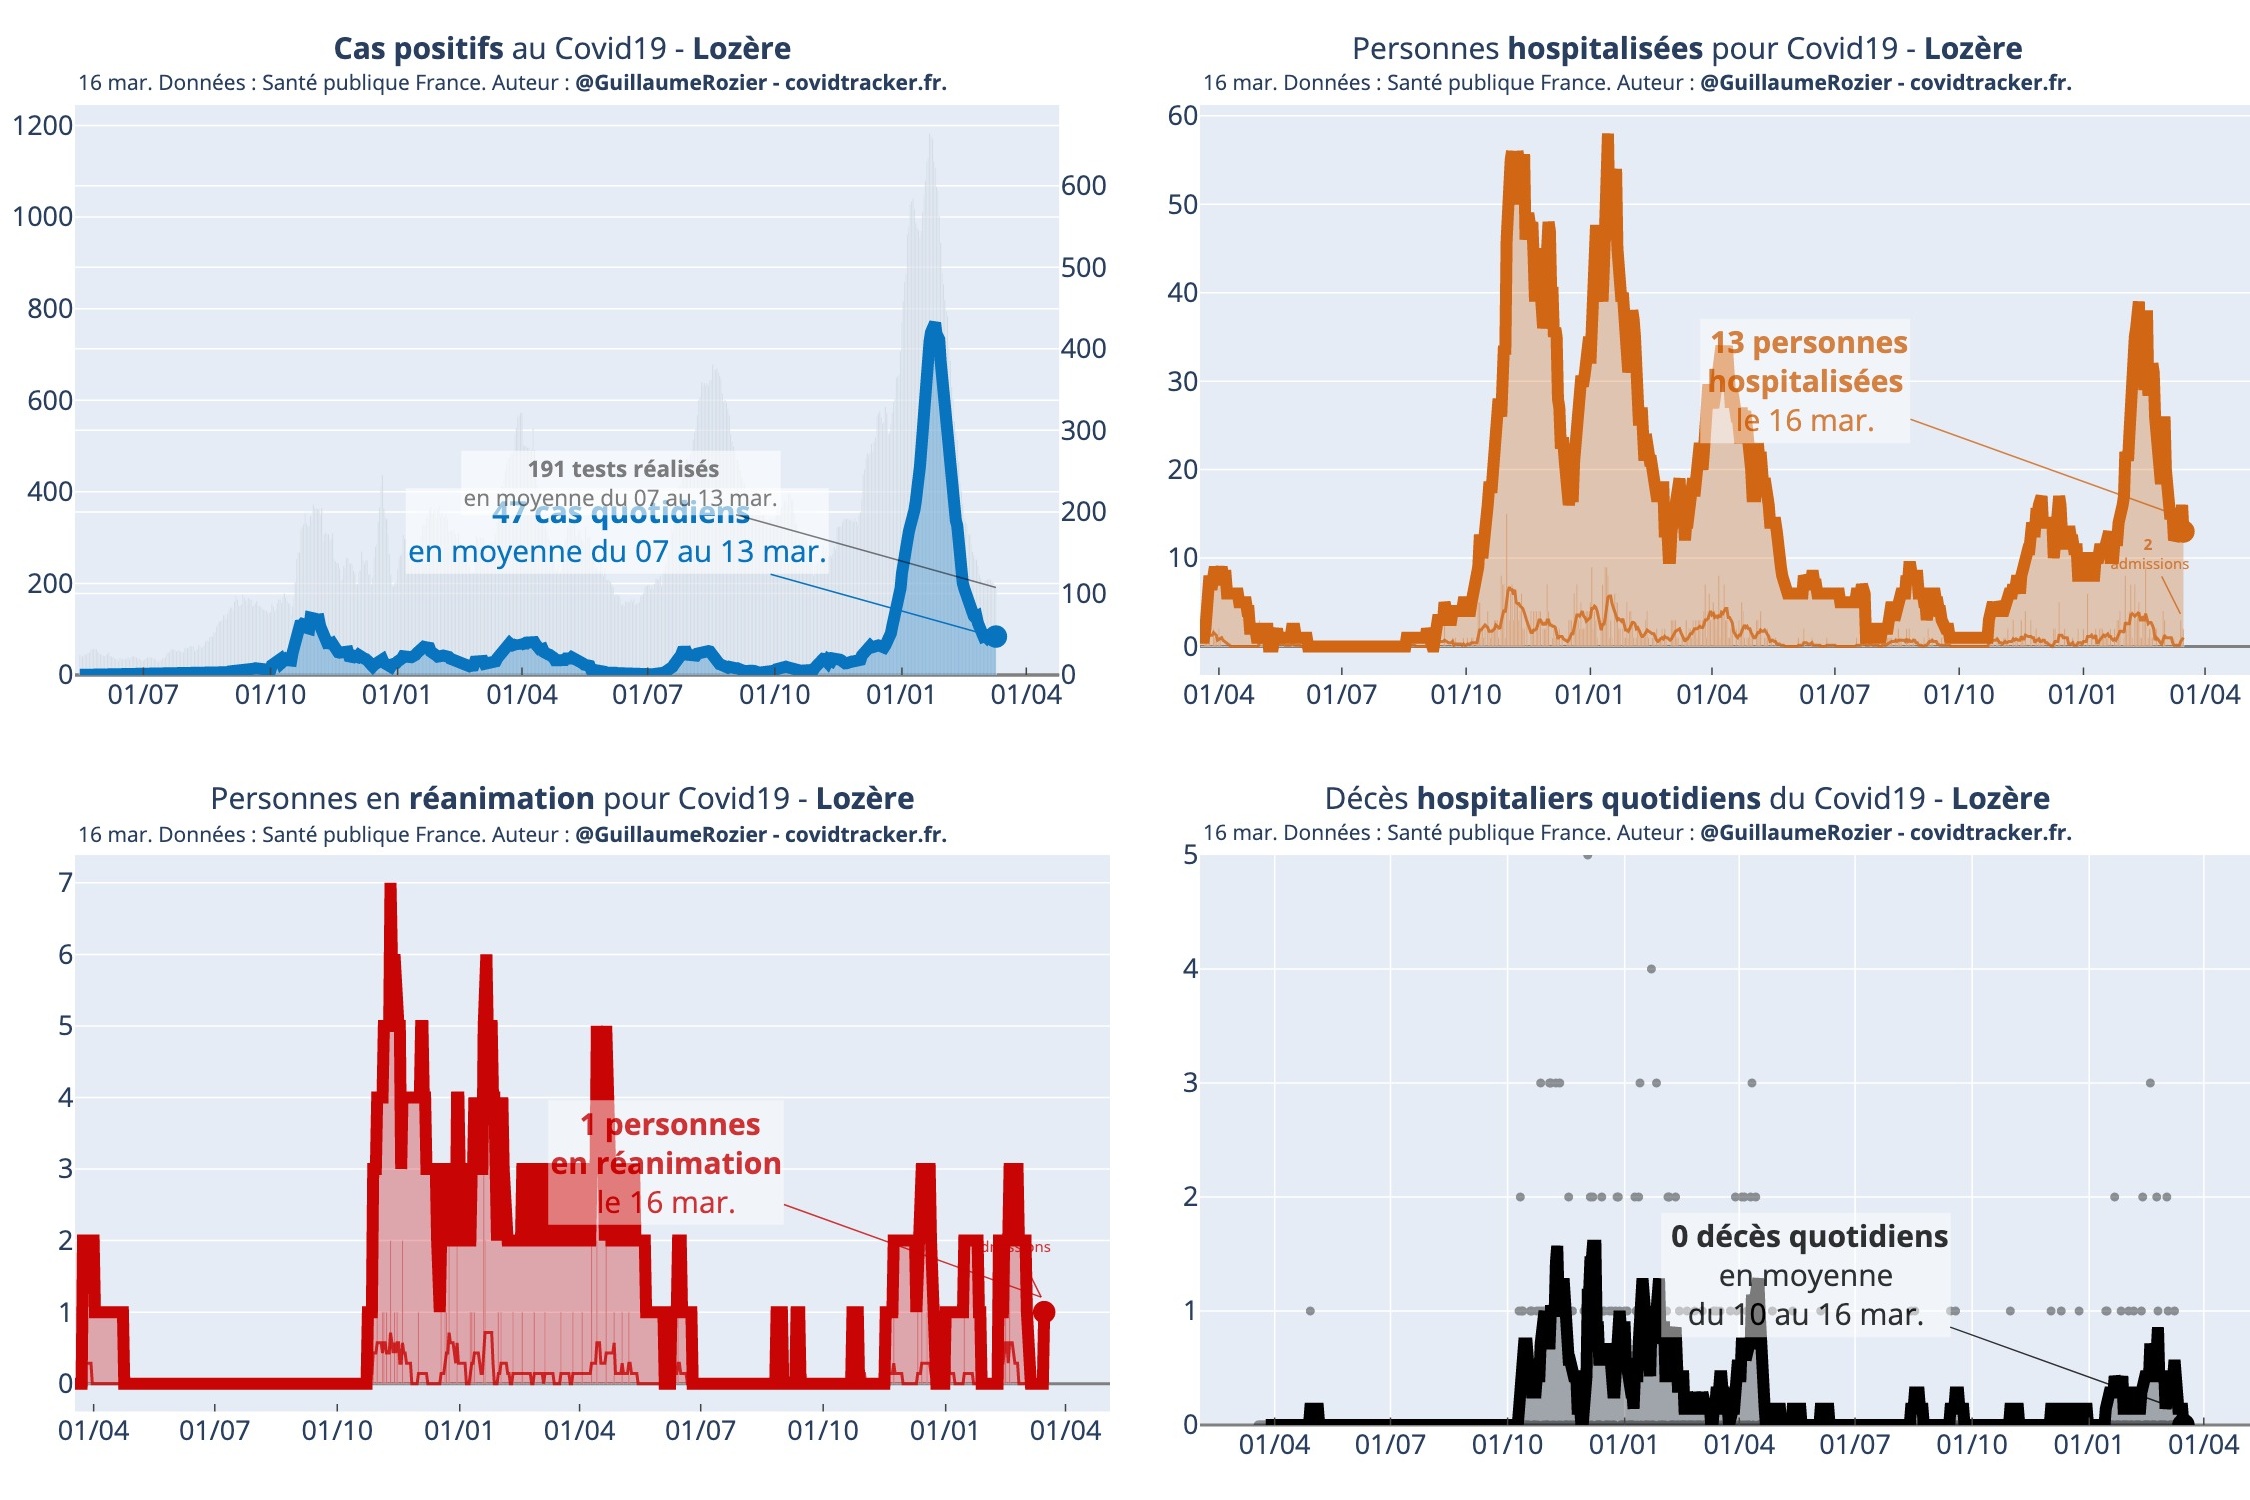 Cas positifs au Covid19 - Lozère
16 mar. Données : Santé publique France. Auteur : @GuillaumeRozier - covidtracker.fr.
1200
1000
800
600
400
200
0
600
500
400
300
200
100
0
191 tests réalisés
en moyenne du 07 au 13 mar.
47 cas quotidiens
en moyenne du 07 au 13 mar.
01/07 01/10 01/01 01/04 01/07 01/10 01/01 01/04
Personnes hospitalisées pour Covid19 - Lozère
16 mar. Données : Santé publique France. Auteur : @GuillaumeRozier - covidtracker.fr.
60
50
40
30
20
10
0
13 personnes
hospitalisées
le 16 mar.
2
admissions
01/04 01/07 01/10 01/01 01/04 01/07 01/10 01/01 01/04
Personnes en réanimation pour Covid19 - Lozère
16 mar. Données : Santé publique France. Auteur : @GuillaumeRozier - covidtracker.fr.
7
6
5
4
3
2
1
0
1 personnes
en réanimation
le 16 mar.
admissions
01/04 01/07 01/10 01/01 01/04 01/07 01/10 01/01 01/04
Décès hospitaliers quotidiens du Covid19 - Lozère
16 mar. Données : Santé publique France. Auteur : @GuillaumeRozier - covidtracker.fr.
5
4
3
2
1
0
0 décès quotidiens
en moyenne
du 10 au 16 mar.
01/04 01/07 01/10 01/01 01/04 01/07 01/10 01/01 01/04